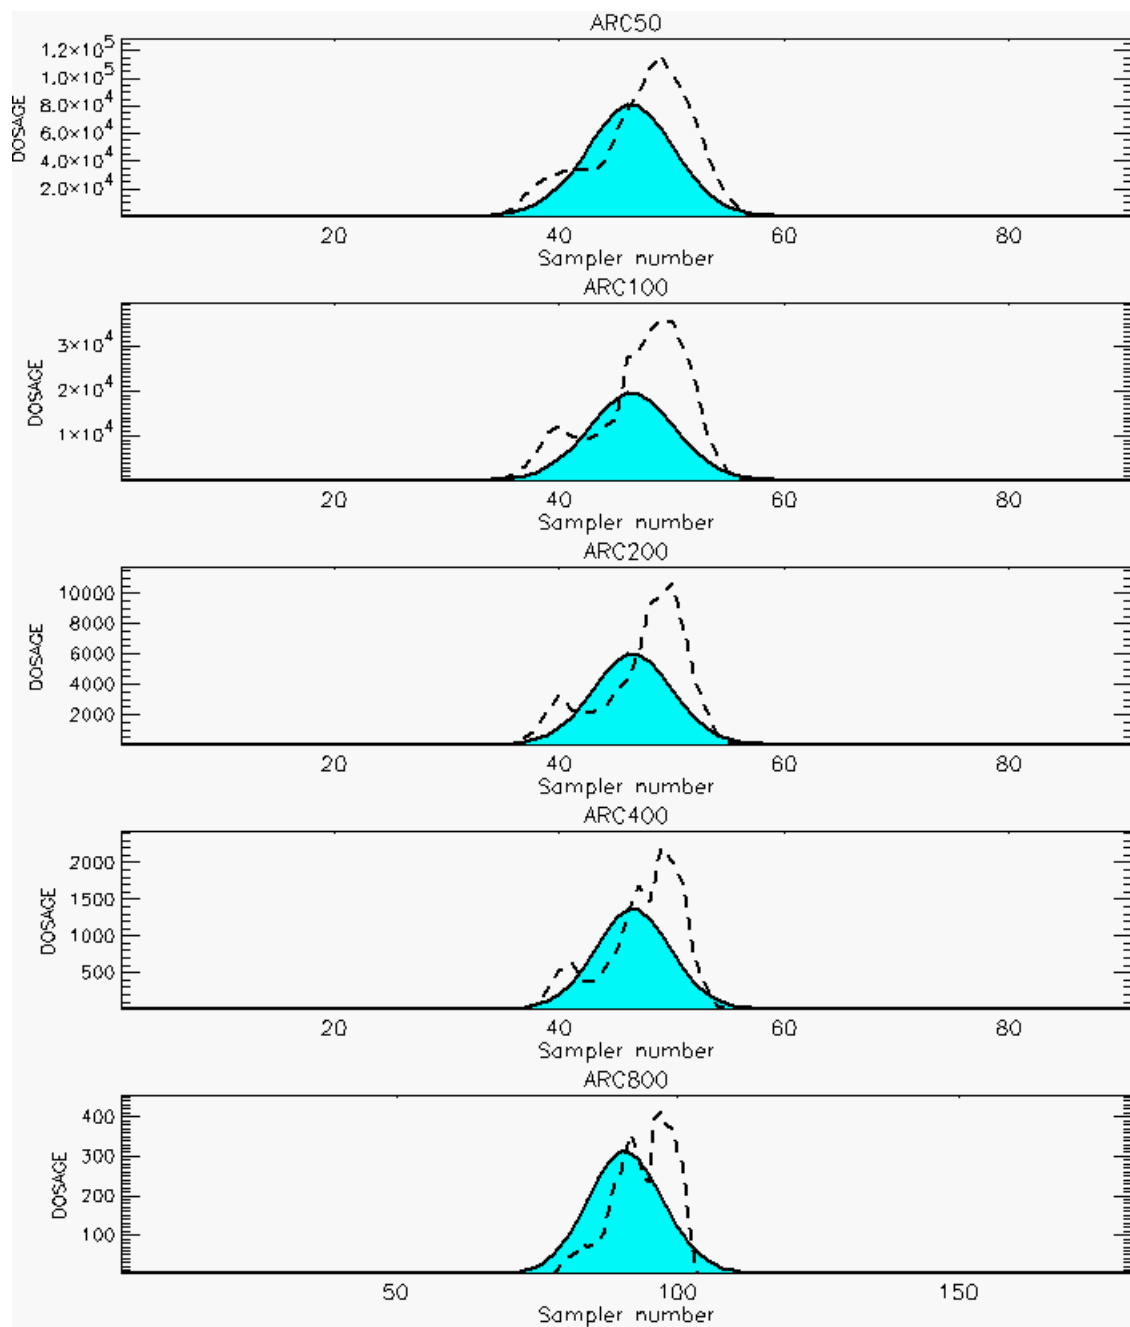 ARC50
DOSAGE
1.2×10⁵
1.0×10⁵
8.0×10⁴
6.0×10⁴
4.0×10⁴
2.0×10⁴
20 40 60 80
Sampler number
ARC100
DOSAGE
3×10⁴
2×10⁴
1×10⁴
20 40 60 80
Sampler number
ARC200
DOSAGE
10000
8000
6000
4000
2000
20 40 60 80
Sampler number
ARC400
DOSAGE
2000
1500
1000
500
20 40 60 80
Sampler number
ARC800
DOSAGE
400
300
200
100
50 100 150
Sampler number